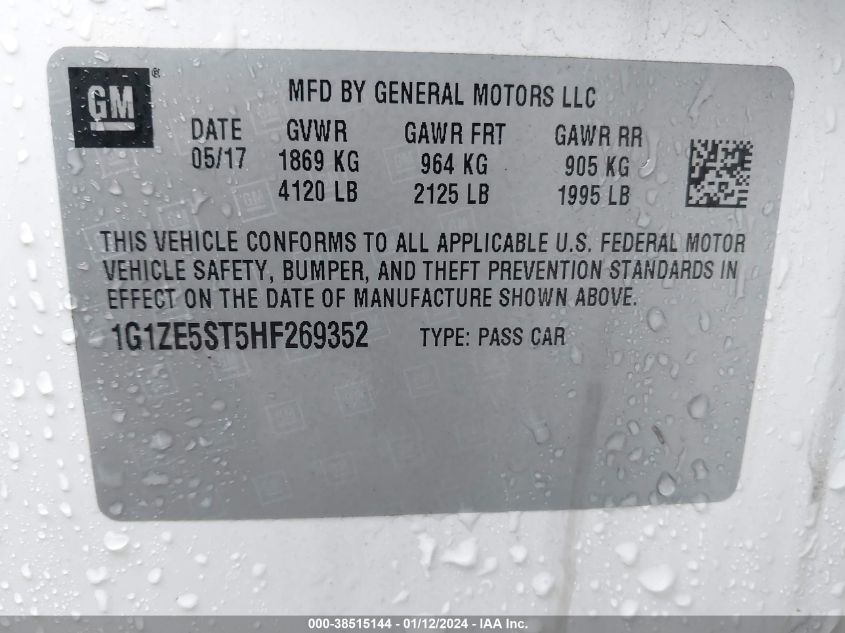 GM®
MFD BY GENERAL MOTORS LLC
DATE GVWR GAWR FRT GAWR RR
05/17 1869 KG 964 KG 905 KG
4120 LB 2125 LB 1995 LB
THIS VEHICLE CONFORMS TO ALL APPLICABLE U.S. FEDERAL MOTOR
VEHICLE SAFETY, BUMPER, AND THEFT PREVENTION STANDARDS IN
EFFECT ON THE DATE OF MANUFACTURE SHOWN ABOVE.
1G1ZE5ST5HF269352 TYPE: PASS CAR
000-38515144 - 01/12/2024 - IAA Inc.